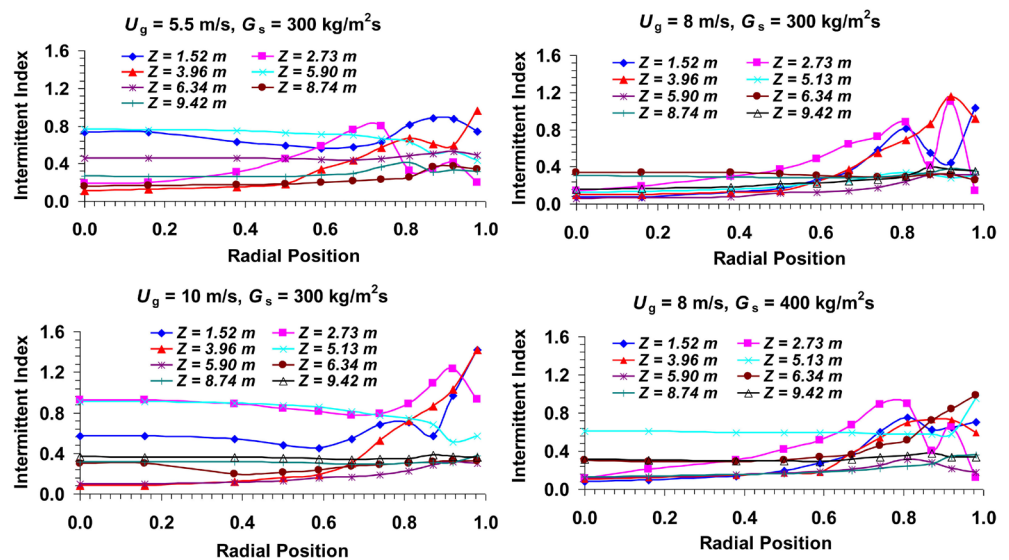 U g = 5.5 m/s, G s = 300 kg/m²s
Intermittent Index
1.6
1.2
0.8
0.4
0.0
Z = 1.52 m
Z = 2.73 m
Z = 3.96 m
Z = 5.90 m
Z = 6.34 m
Z = 8.74 m
Z = 9.42 m
0.0 0.2 0.4 0.6 0.8 1.0
Radial Position
U g = 8 m/s, G s = 300 kg/m²s
Intermittent Index
1.6
1.2
0.8
0.4
0.0
Z = 1.52 m
Z = 2.73 m
Z = 3.96 m
Z = 5.13 m
Z = 5.90 m
Z = 6.34 m
Z = 8.74 m
Z = 9.42 m
0.0 0.2 0.4 0.6 0.8 1.0
Radial Position
U g = 10 m/s, G s = 300 kg/m²s
Intermittent Index
1.6
1.2
0.8
0.4
0.0
Z = 1.52 m
Z = 2.73 m
Z = 3.96 m
Z = 5.13 m
Z = 5.90 m
Z = 6.34 m
Z = 8.74 m
Z = 9.42 m
0.0 0.2 0.4 0.6 0.8 1.0
Radial Position
U g = 8 m/s, G s = 400 kg/m²s
Intermittent Index
1.6
1.2
0.8
0.4
0.0
Z = 1.52 m
Z = 2.73 m
Z = 3.96 m
Z = 5.13 m
Z = 5.90 m
Z = 6.34 m
Z = 8.74 m
Z = 9.42 m
0.0 0.2 0.4 0.6 0.8 1.0
Radial Position